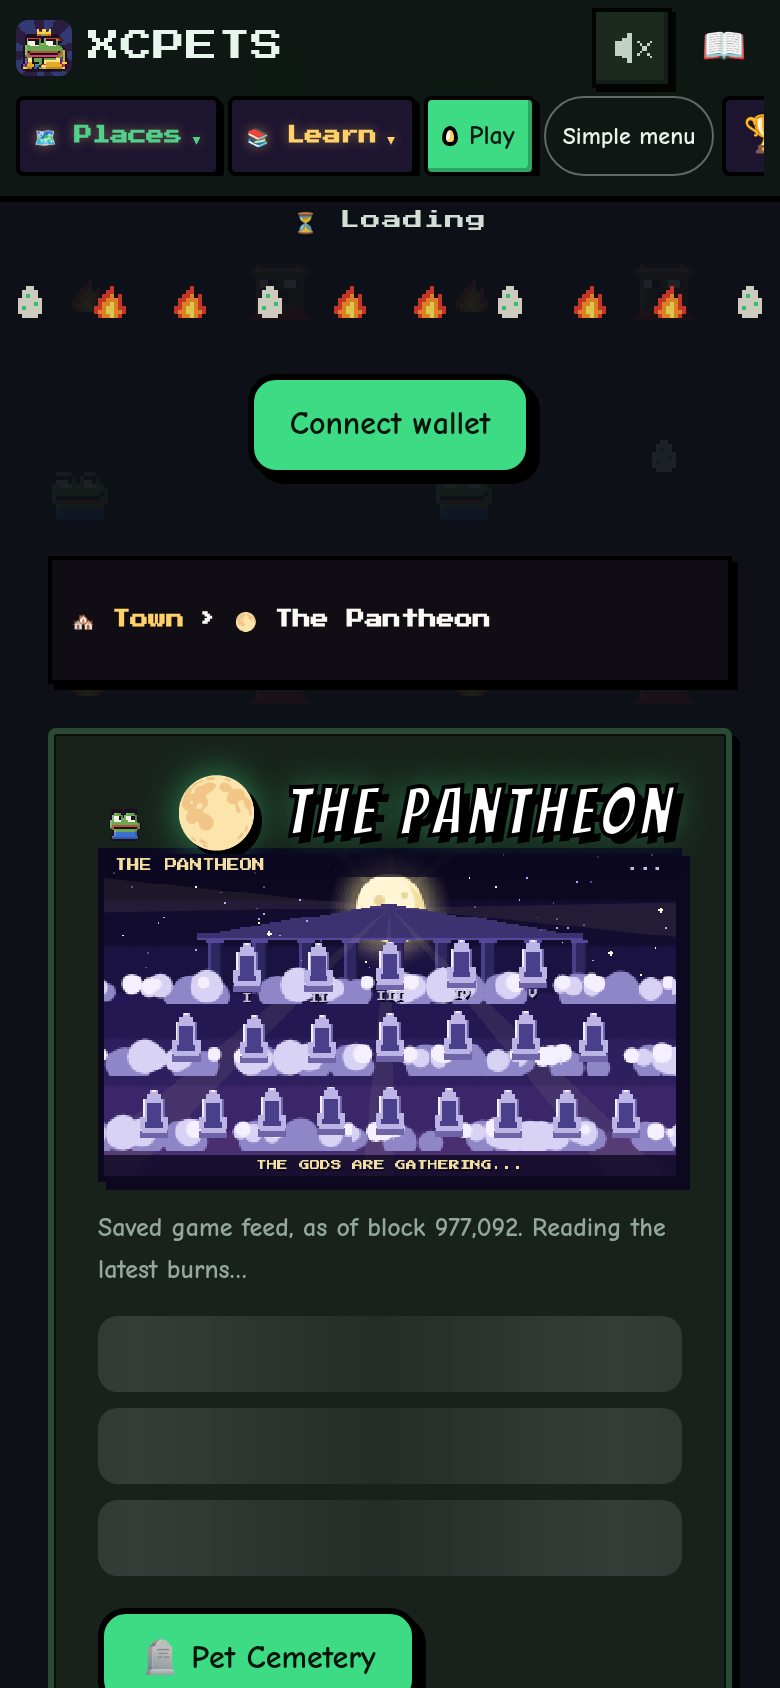 XCPETS
Places ▾
Learn ▾
Play
Simple menu
Loading
Connect wallet
Town › The Pantheon
THE PANTHEON
THE PANTHEON
...
I II III IV V
THE GODS ARE GATHERING...
Saved game feed, as of block 977,092. Reading the
latest burns...
Pet Cemetery